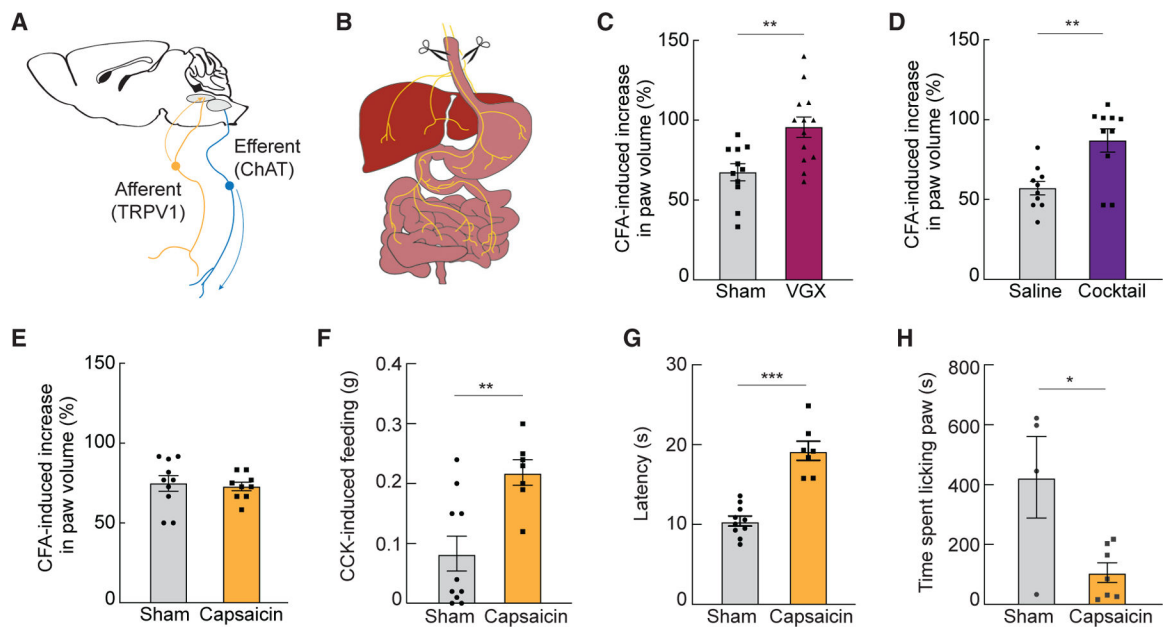 A
Efferent
(ChAT)
Afferent
(TRPV1)
B
C
CFA-induced increase
in paw volume (%)
150
100
50
0
**
Sham VGX
D
CFA-induced increase
in paw volume (%)
150
100
50
0
**
Saline Cocktail
E
CFA-induced increase
in paw volume (%)
150
100
50
0
Sham Capsaicin
F
CCK-induced feeding (g)
0.4
0.3
0.2
0.1
0
**
Sham Capsaicin
G
Latency (s)
30
20
10
0
***
Sham Capsaicin
H
Time spent licking paw (s)
800
600
400
200
0
*
Sham Capsaicin